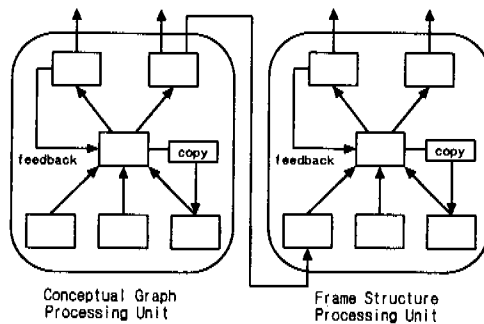 feedback
copy
feedback
copy
Conceptual Graph
Processing Unit
Frame Structure
Processing Unit